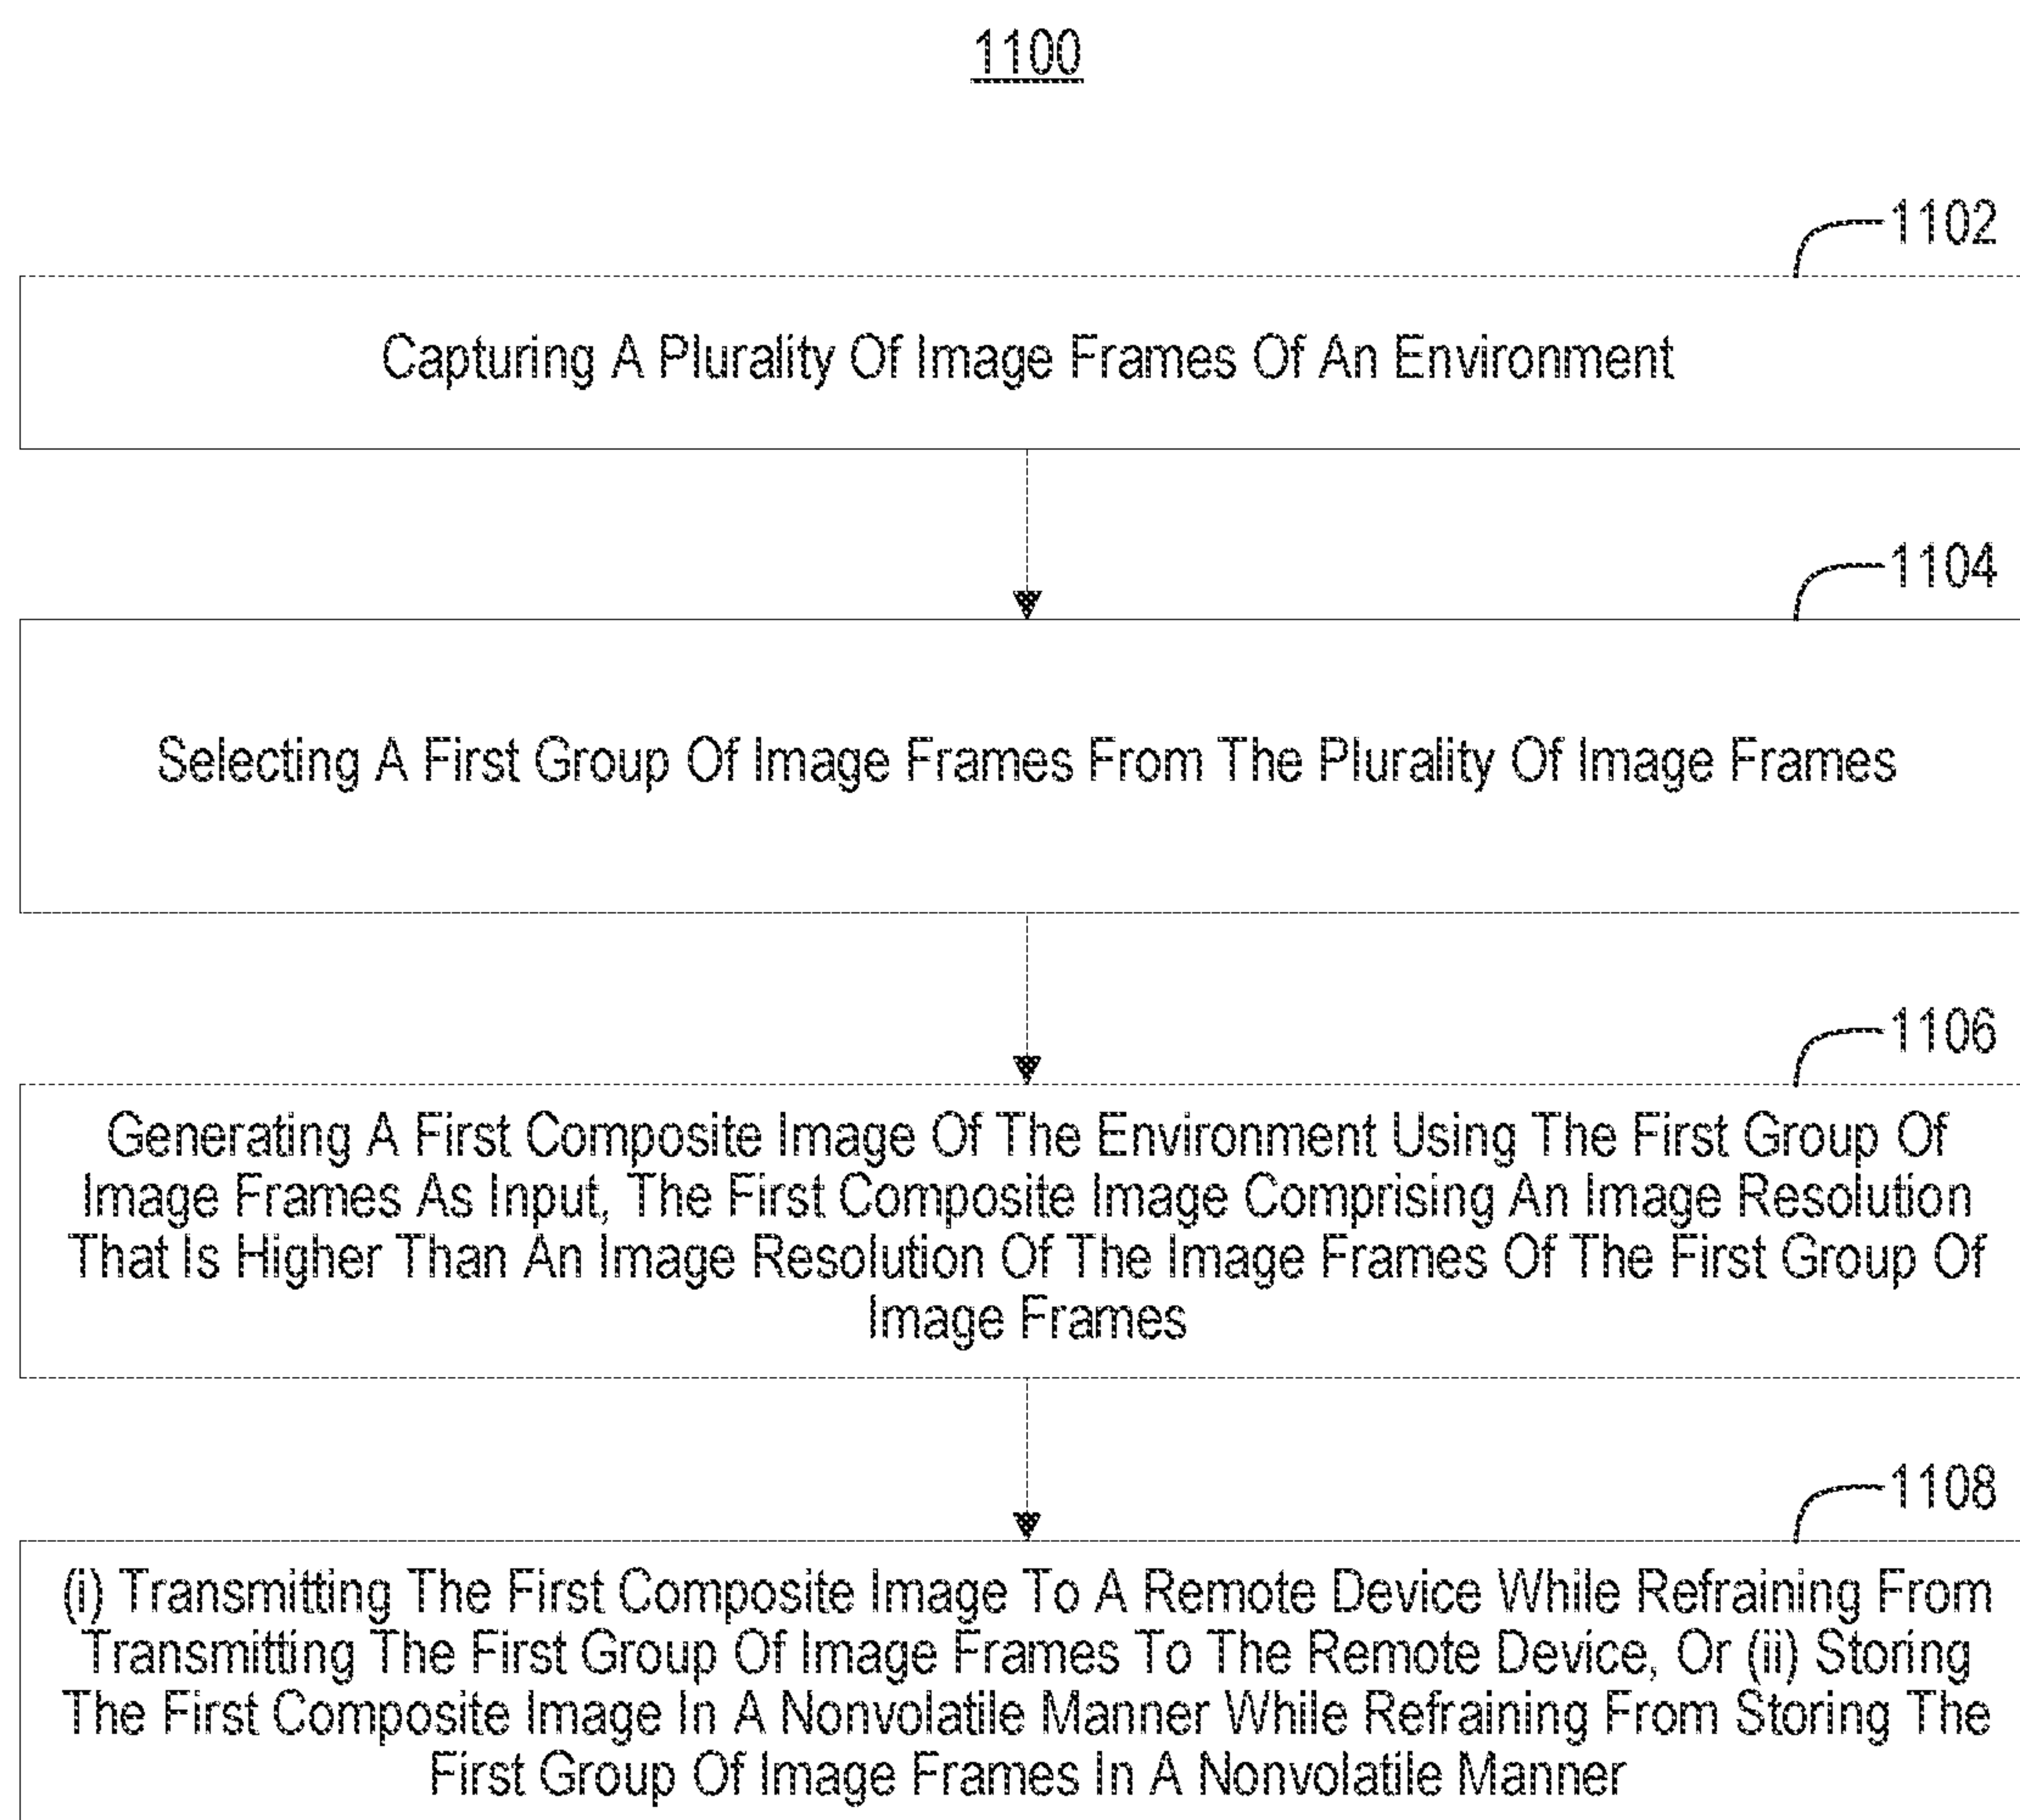 1100
1102
Capturing A Plurality Of Image Frames Of An Environment
1104
Selecting A First Group Of Image Frames From The Plurality Of Image Frames
1106
Generating A First Composite Image Of The Environment Using The First Group Of
Image Frames As Input, The First Composite Image Comprising An Image Resolution
That Is Higher Than An Image Resolution Of The Image Frames Of The First Group Of
Image Frames
1108
(i) Transmitting The First Composite Image To A Remote Device While Refraining From
Transmitting The First Group Of Image Frames To The Remote Device, Or (ii) Storing
The First Composite Image In A Nonvolatile Manner While Refraining From Storing The
First Group Of Image Frames In A Nonvolatile Manner